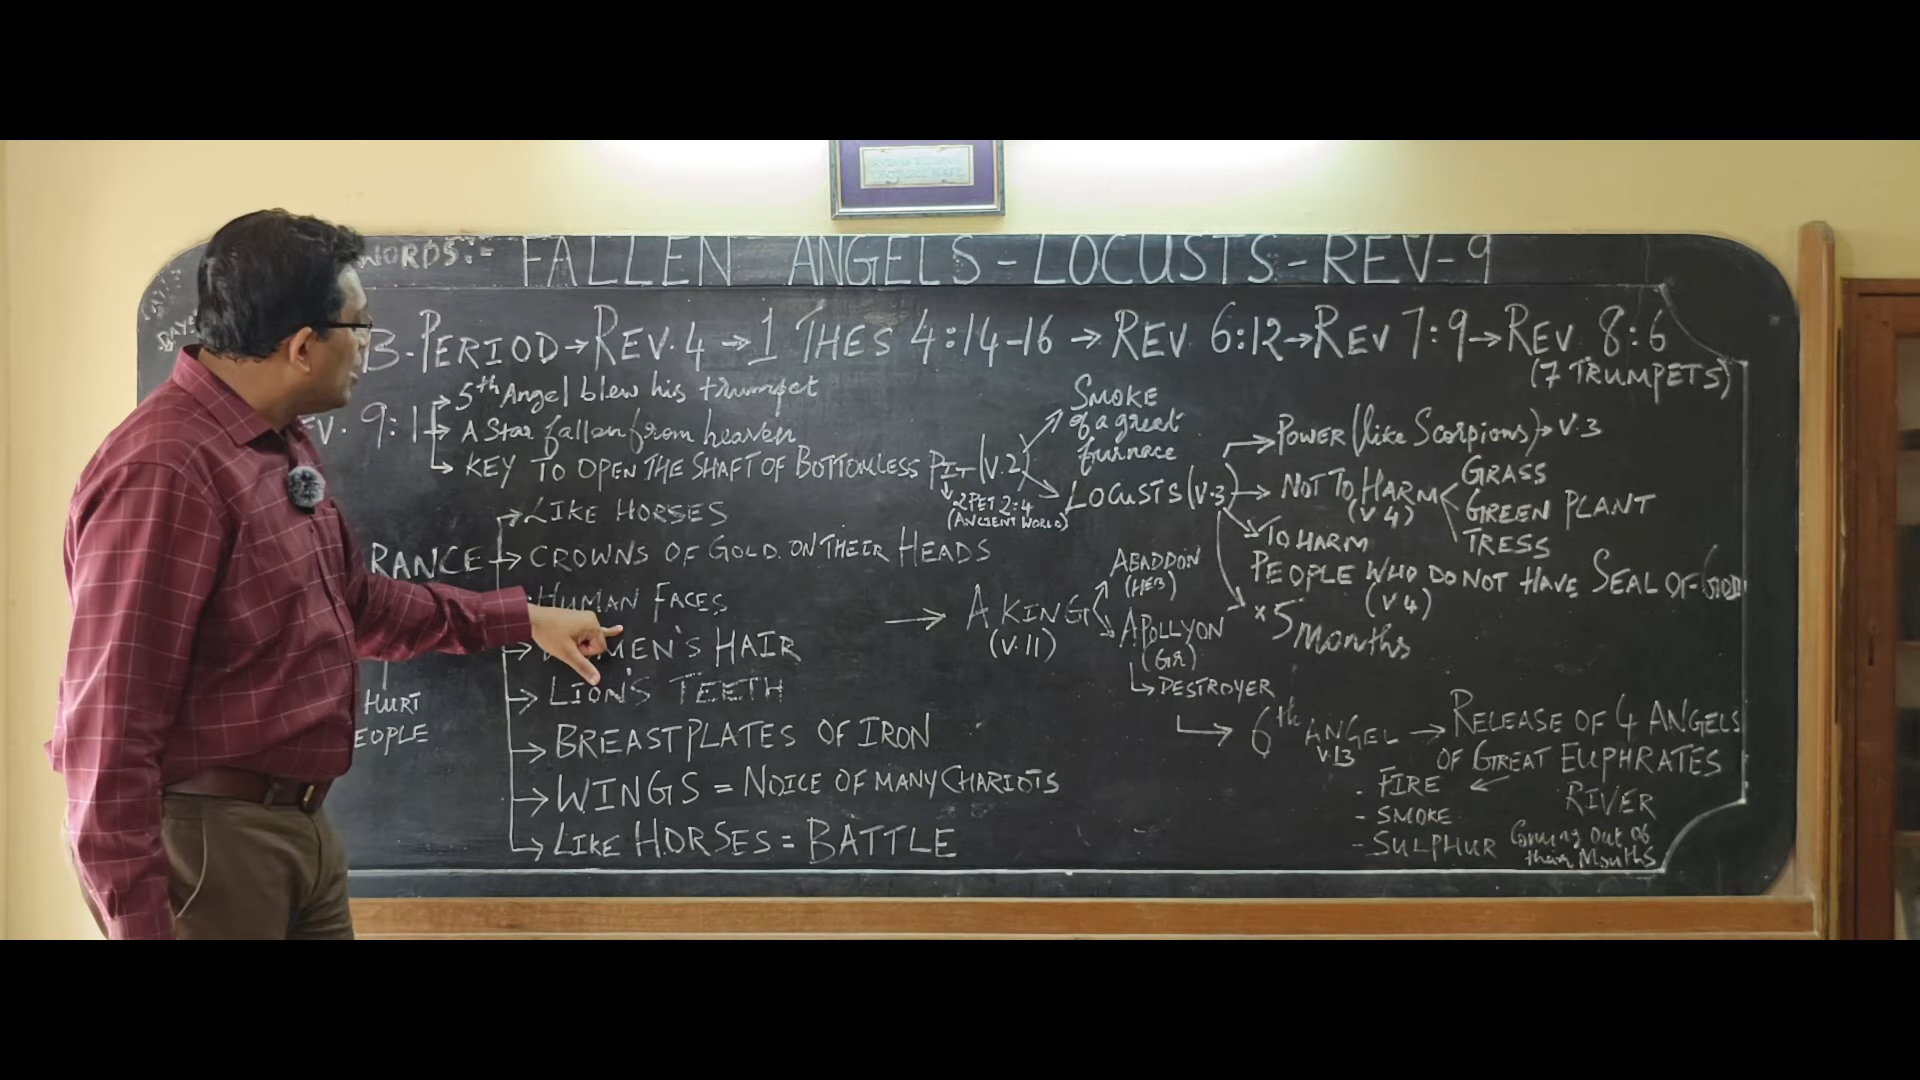 WORDS:- FALLEN ANGELS - LOCUSTS - REV - 9
DAYS
B-PERIOD → REV. 4 → 1 THES 4:14-16 → REV. 6:12 → REV 7:9 → REV. 8:6
(7 TRUMPETS)
EV. 9:1
→ 5th Angel blew his trumpet
→ A Star fallen from heaven
→ KEY TO OPEN THE SHAFT OF BOTTOMLESS PIT (V.2)
2 PET 2:4
(ANCIENT WORLD)
SMOKE
of a great
furnace
LOCUSTS (V.3)
→ POWER (like Scorpions) → V.3
→ NOT TO HARM
(V 4)
GRASS
GREEN PLANT
TRESS
→ TO HARM
PEOPLE WHO DO NOT HAVE SEAL OF GOD
(V 4)
* 5 Months
RANCE
→ LIKE HORSES
→ CROWNS OF GOLD. ON THEIR HEADS
HUMAN FACES
→ MEN'S HAIR
→ LION'S TEETH
→ BREASTPLATES OF IRON
→ WINGS = NOICE OF MANY CHARIOTS
→ LIKE HORSES = BATTLE
HURT
EOPLE
→ A KING
(V.11)
ABADDON
(HEB)
APOLLYON
(GR)
→ DESTROYER
→ 6th ANGEL → RELEASE OF 4 ANGELS
V.13
OF GREAT EUPHRATES
RIVER
. FIRE ←
- SMOKE
- SULPHUR Coming out of
their Mouths